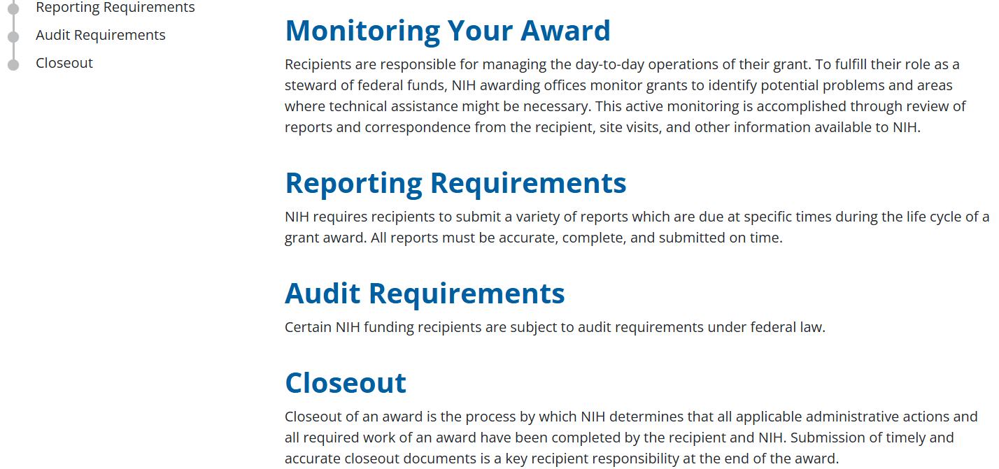 Reporting Requirements
Audit Requirements
Closeout
Monitoring Your Award
Recipients are responsible for managing the day-to-day operations of their grant. To fulfill their role as a
steward of federal funds, NIH awarding offices monitor grants to identify potential problems and areas
where technical assistance might be necessary. This active monitoring is accomplished through review of
reports and correspondence from the recipient, site visits, and other information available to NIH.
Reporting Requirements
NIH requires recipients to submit a variety of reports which are due at specific times during the life cycle of a
grant award. All reports must be accurate, complete, and submitted on time.
Audit Requirements
Certain NIH funding recipients are subject to audit requirements under federal law.
Closeout
Closeout of an award is the process by which NIH determines that all applicable administrative actions and
all required work of an award have been completed by the recipient and NIH. Submission of timely and
accurate closeout documents is a key recipient responsibility at the end of the award.